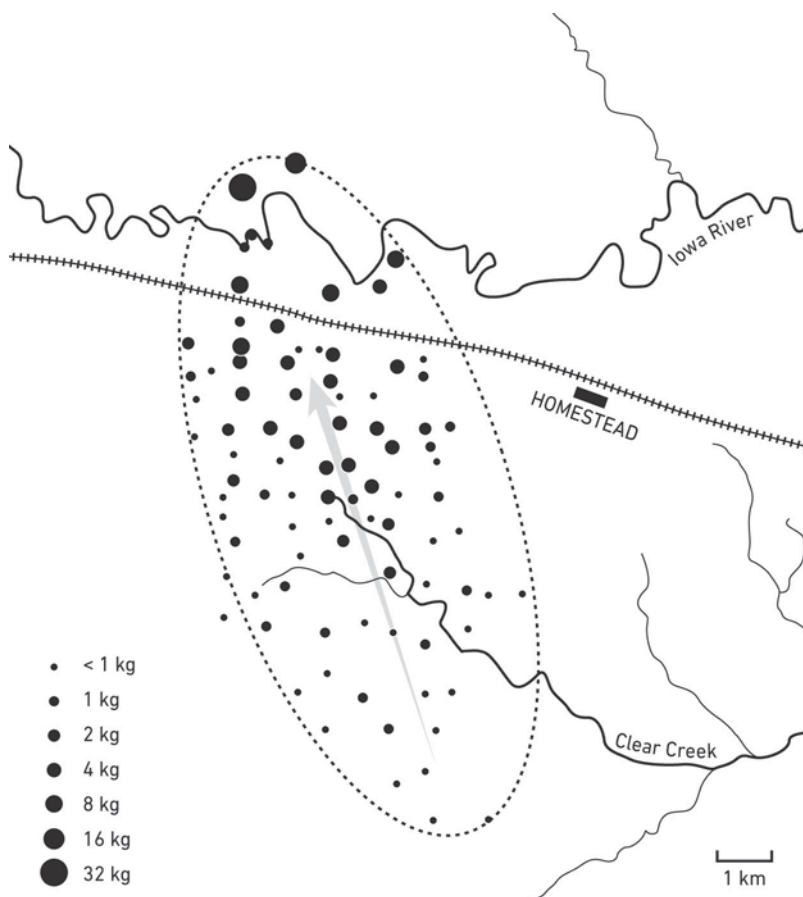 Iowa River
HOMESTEAD
Clear Creek
< 1 kg
1 kg
2 kg
4 kg
8 kg
16 kg
32 kg
1 km